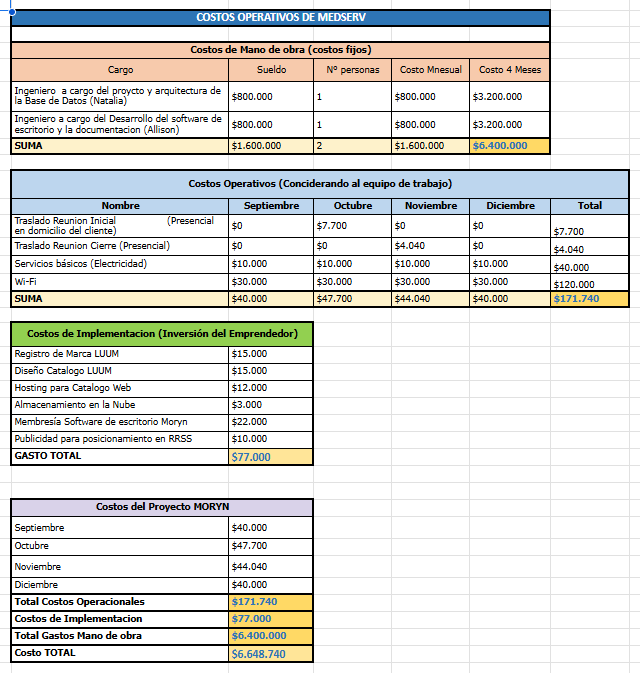 COSTOS OPERATIVOS DE MEDSERV
Costos de Mano de obra (costos fijos)
Cargo Sueldo Nº personas Costo Mnesual Costo 4 Meses
Ingeniero a cargo del proycto y arquitectura de
la Base de Datos (Natalia) $800.000 1 $800.000 $3.200.000
Ingeniero a cargo del Desarrollo del software de
escritorio y la documentacion (Allison) $800.000 1 $800.000 $3.200.000
SUMA $1.600.000 2 $1.600.000 $6.400.000
Costos Operativos (Conciderando al equipo de trabajo)
Nombre Septiembre Octubre Noviembre Diciembre Total
Traslado Reunion Inicial (Presencial
en domicilio del cliente) $0 $7.700 $0 $0 $7.700
Traslado Reunion Cierre (Presencial) $0 $0 $4.040 $0 $4.040
Servicios básicos (Electricidad) $10.000 $10.000 $10.000 $10.000 $40.000
Wi-Fi $30.000 $30.000 $30.000 $30.000 $120.000
SUMA $40.000 $47.700 $44.040 $40.000 $171.740
Costos de Implementacion (Inversión del Emprendedor)
Registro de Marca LUUM $15.000
Diseño Catalogo LUUM $15.000
Hosting para Catalogo Web $12.000
Almacenamiento en la Nube $3.000
Membresía Software de escritorio Moryn $22.000
Publicidad para posicionamiento en RRSS $10.000
GASTO TOTAL $77.000
Costos del Proyecto MORYN
Septiembre $40.000
Octubre $47.700
Noviembre $44.040
Diciembre $40.000
Total Costos Operacionales $171.740
Costos de Implementacion $77.000
Total Gastos Mano de obra $6.400.000
Costo TOTAL $6.648.740